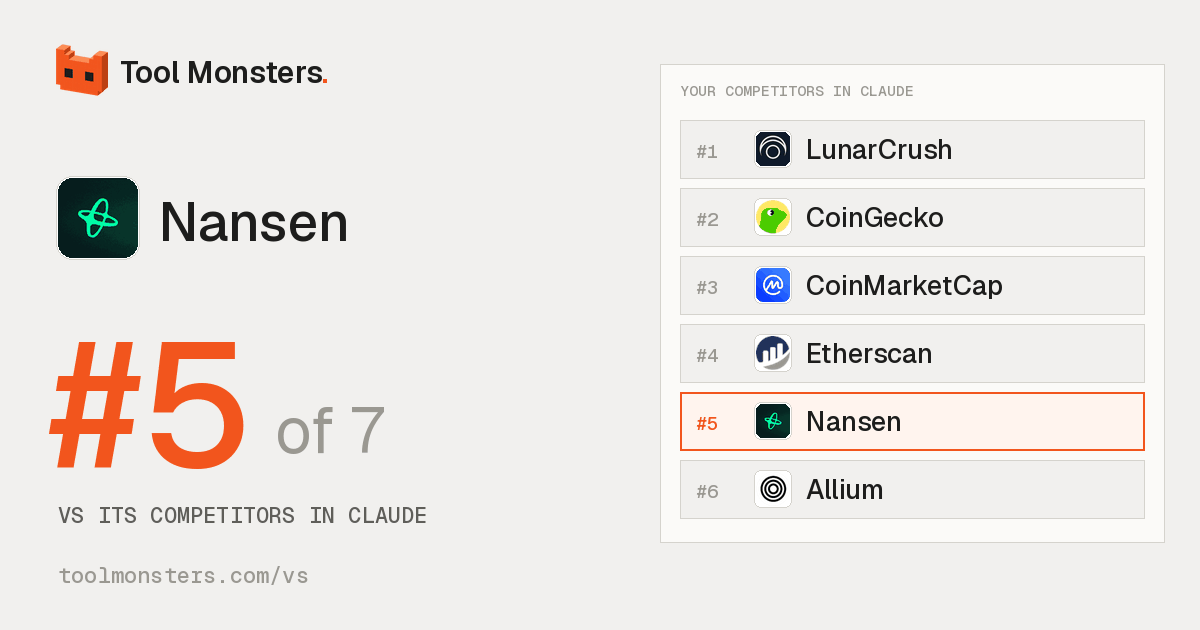 Tool Monsters.
Nansen
#5 of 7
VS ITS COMPETITORS IN CLAUDE
toolmonsters.com/vs
YOUR COMPETITORS IN CLAUDE
#1 LunarCrush
#2 CoinGecko
#3 CoinMarketCap
#4 Etherscan
#5 Nansen
#6 Allium